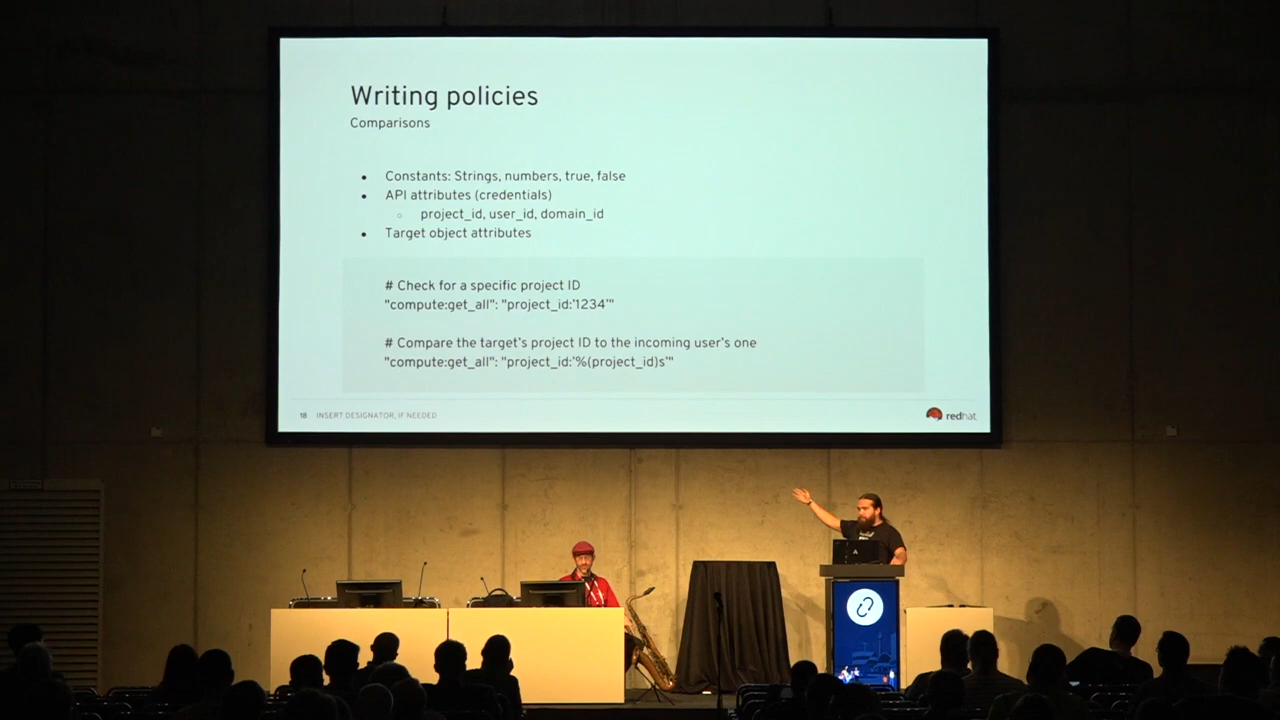 Writing policies
Comparisons
● Constants: Strings, numbers, true, false
● API attributes (credentials)
○ project_id, user_id, domain_id
● Target object attributes
# Check for a specific project ID
"compute:get_all": "project_id:'1234'"
# Compare the target's project ID to the incoming user's one
"compute:get_all": "project_id:'%(project_id)s'"
18 INSERT DESIGNATOR, IF NEEDED
redhat.